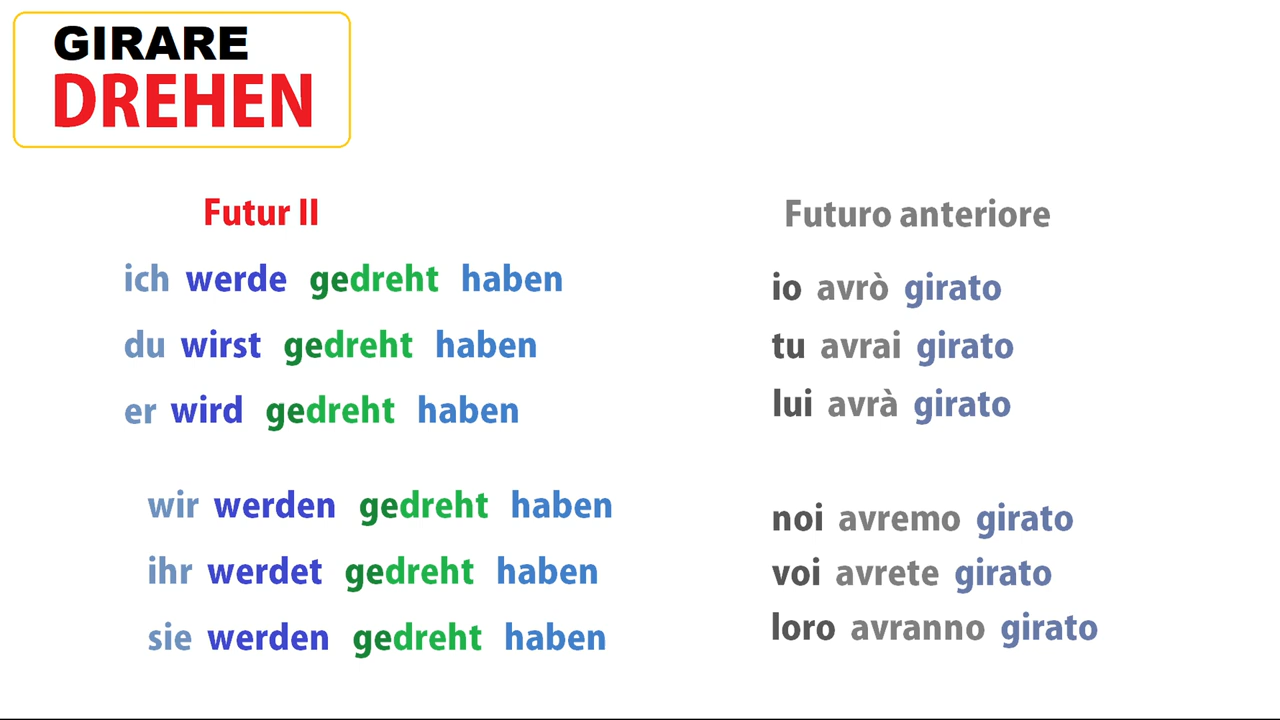 GIRARE
DREHEN
Futur II
ich werde gedreht haben
du wirst gedreht haben
er wird gedreht haben
wir werden gedreht haben
ihr werdet gedreht haben
sie werden gedreht haben
Futuro anteriore
io avrò girato
tu avrai girato
lui avrà girato
noi avremo girato
voi avrete girato
loro avranno girato